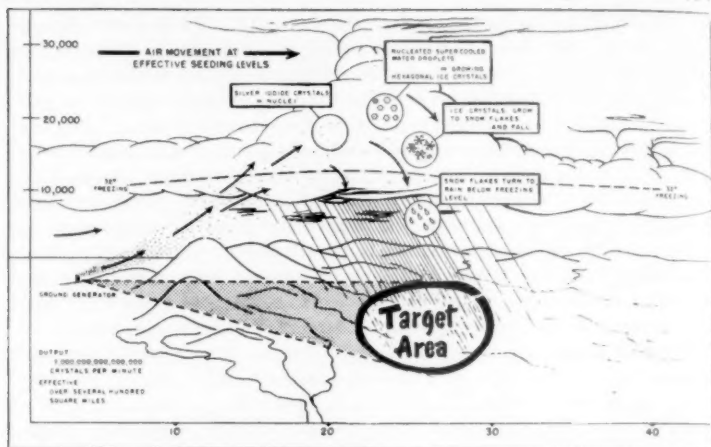 30,000
AIR MOVEMENT AT
EFFECTIVE SEEDING LEVELS
NUCLEATED SUPERCOOLED
WATER DROPLETS
= GROWING
HEXAGONAL ICE CRYSTALS
SILVER IODIDE CRYSTALS
= NUCLEI
20,000
ICE CRYSTALS GROW
TO SNOW FLAKES
AND FALL
32°
FREEZING
10,000
SNOW FLAKES TURN TO
RAIN BELOW FREEZING
LEVEL
32°
FREEZING
GROUND GENERATOR
Target
Area
OUTPUT
1,000,000,000,000,000
CRYSTALS PER MINUTE
EFFECTIVE
OVER SEVERAL HUNDRED
SQUARE MILES.
10
20
30
40